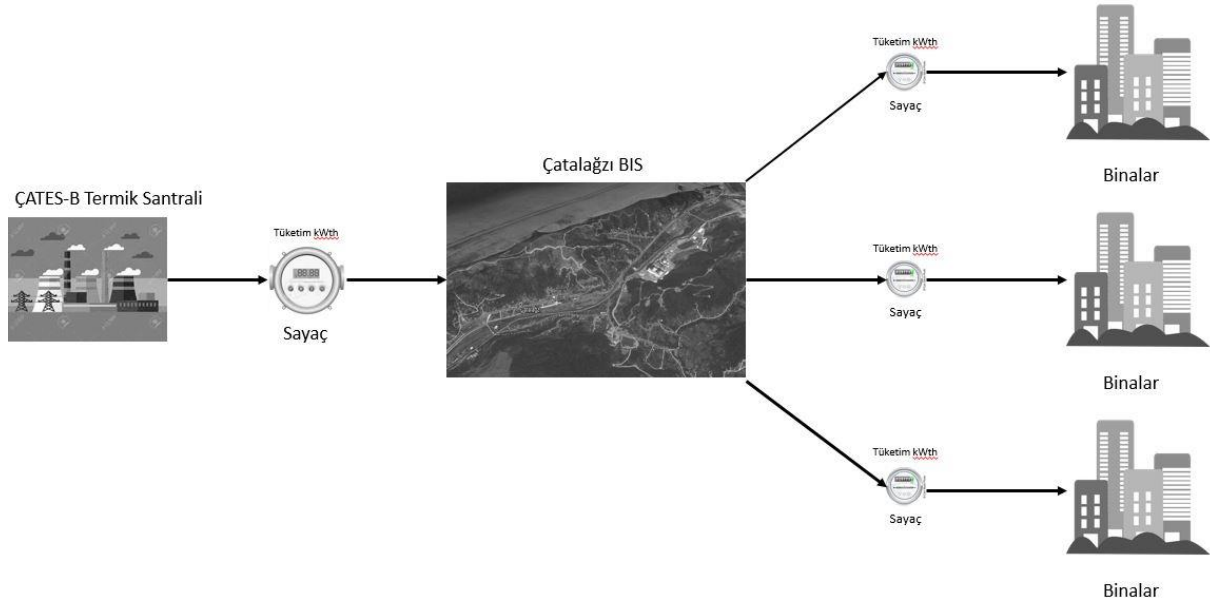 ÇATES-B Termik Santrali
Tüketim kWth
Sayaç
Çatalağzı BIS
Tüketim kWth
Sayaç
Binalar
Tüketim kWth
Sayaç
Binalar
Tüketim kWth
Sayaç
Binalar